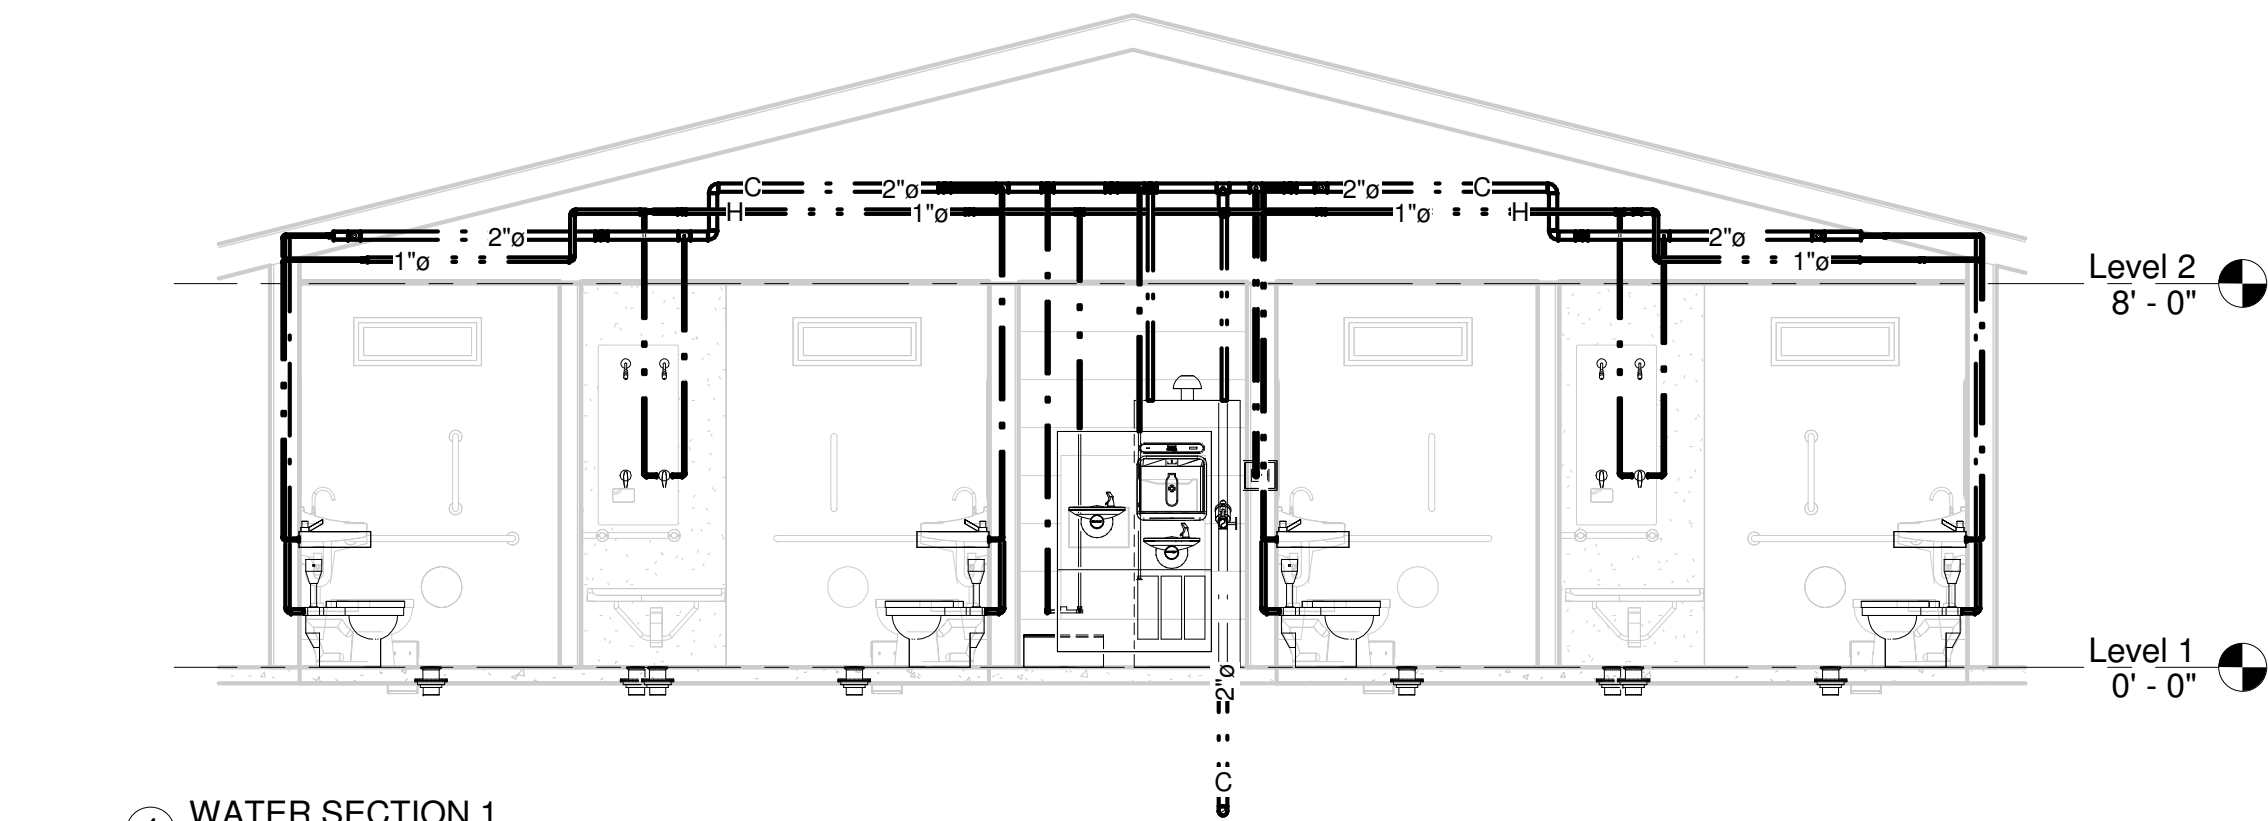 C 2"ø 2"ø C
H 1"ø 1"ø H
2"ø 2"ø
1"ø 1"ø
Level 2
8' - 0"
Level 1
0' - 0"
2"ø
C
WATER SECTION 1